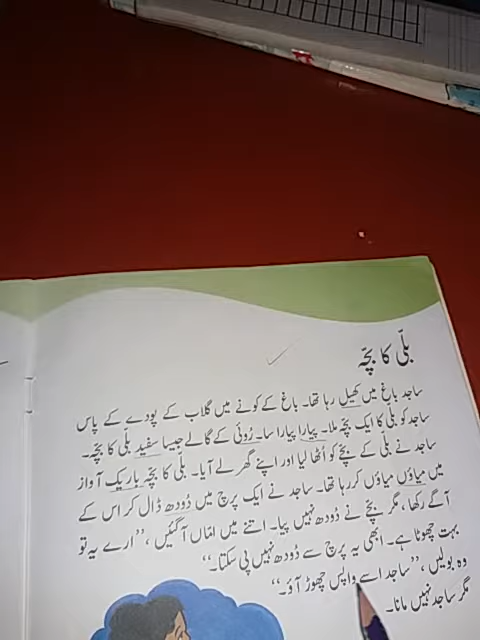 بلّی کا بچّہ
ساجد باغ میں کھیل رہا تھا۔ باغ کے کونے میں گلاب کے پودے کے پاس
ساجد کو بلّی کا ایک بچّہ ملا۔ پیارا پیارا سا۔ رُوئی کے گالے جیسا سفید بلّی کا بچّہ۔
ساجد نے بلّی کے بچّے کو اُٹھا لیا اور اپنے گھر لے آیا۔ بلّی کا بچّہ باریک آواز
میں میاؤں میاؤں کر رہا تھا۔ ساجد نے ایک پرچ میں دُودھ ڈال کر اس کے
آگے رکھا، مگر بچّے نے دُودھ نہیں پیا۔ اتنے میں امّاں آ گئیں، ”ارے یہ تو
بہت چھوٹا ہے۔ ابھی یہ پرچ سے دُودھ نہیں پی سکتا۔“
وہ بولیں، ”ساجد اسے واپس چھوڑ آؤ۔“
مگر ساجد نہیں مانا۔